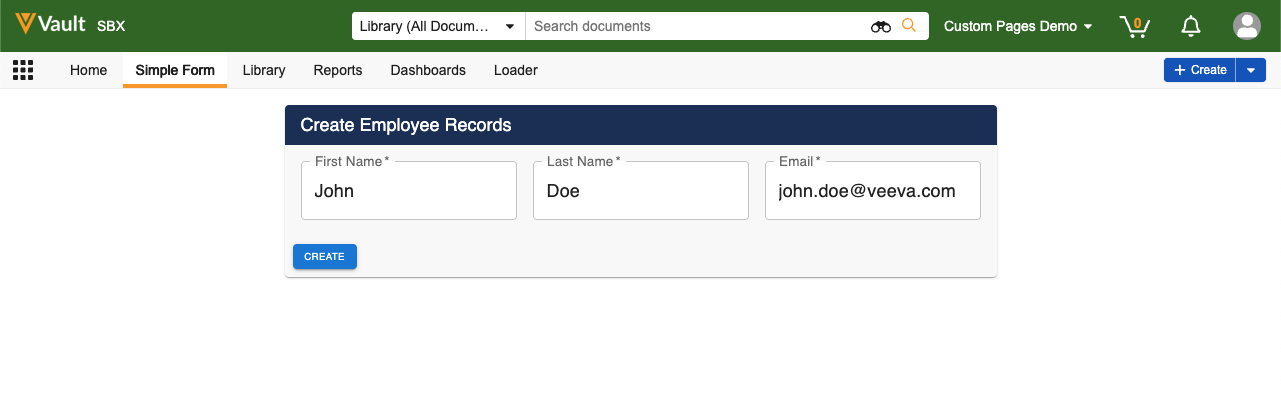 Vault SBX Library (All Docum... Search documents Custom Pages Demo 0
Home Simple Form Library Reports Dashboards Loader + Create
Create Employee Records
First Name * Last Name * Email *
John Doe john.doe@veeva.com
CREATE